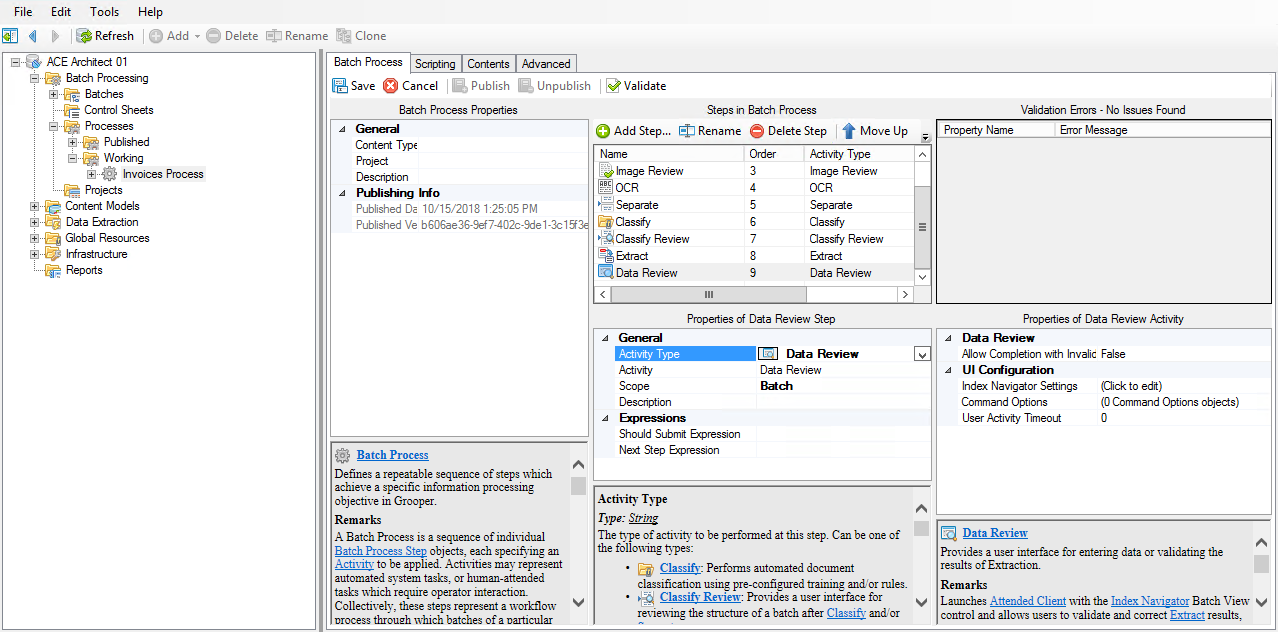 File Edit Tools Help
Refresh Add Delete Rename Clone
ACE Architect 01
Batch Processing
Batches
Control Sheets
Processes
Published
Working
Invoices Process
Projects
Content Models
Data Extraction
Global Resources
Infrastructure
Reports
Batch Process Scripting Contents Advanced
Save Cancel Publish Unpublish Validate
Batch Process Properties
General
Content Type
Project
Description
Publishing Info
Published Da 10/15/2018 1:25:05 PM
Published Ve b606ae36-9ef7-402c-9de1-3c15f3e
Batch Process
Defines a repeatable sequence of steps which
achieve a specific information processing
objective in Grooper.
Remarks
A Batch Process is a sequence of individual
Batch Process Step objects, each specifying an
Activity to be applied. Activities may represent
automated system tasks, or human-attended
tasks which require operator interaction.
Collectively, these steps represent a workflow
process through which batches of a particular
Steps in Batch Process
Add Step... Rename Delete Step Move Up
Name Order Activity Type
Image Review 3 Image Review
OCR 4 OCR
Separate 5 Separate
Classify 6 Classify
Classify Review 7 Classify Review
Extract 8 Extract
Data Review 9 Data Review
Properties of Data Review Step
General
Activity Type Data Review
Activity Data Review
Scope Batch
Description
Expressions
Should Submit Expression
Next Step Expression
Activity Type
Type: String
The type of activity to be performed at this step. Can be one of
the following types:
• Classify: Performs automated document
classification using pre-configured training and/or rules.
• Classify Review: Provides a user interface for
reviewing the structure of a batch after Classify and/or
Validation Errors - No Issues Found
Property Name Error Message
Properties of Data Review Activity
Data Review
Allow Completion with Invalid False
UI Configuration
Index Navigator Settings (Click to edit)
Command Options (0 Command Options objects)
User Activity Timeout 0
Data Review
Provides a user interface for entering data or validating the
results of Extraction.
Remarks
Launches Attended Client with the Index Navigator Batch View
control and allows users to validate and correct Extract results,